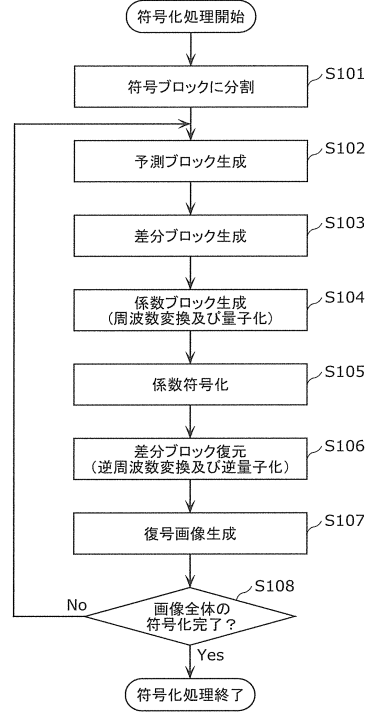 符号化処理開始
S101
符号ブロックに分割
S102
予測ブロック生成
S103
差分ブロック生成
S104
係数ブロック生成
(周波数変換及び量子化)
S105
係数符号化
S106
差分ブロック復元
(逆周波数変換及び逆量子化)
S107
復号画像生成
S108
No
画像全体の
符号化完了？
Yes
符号化処理終了